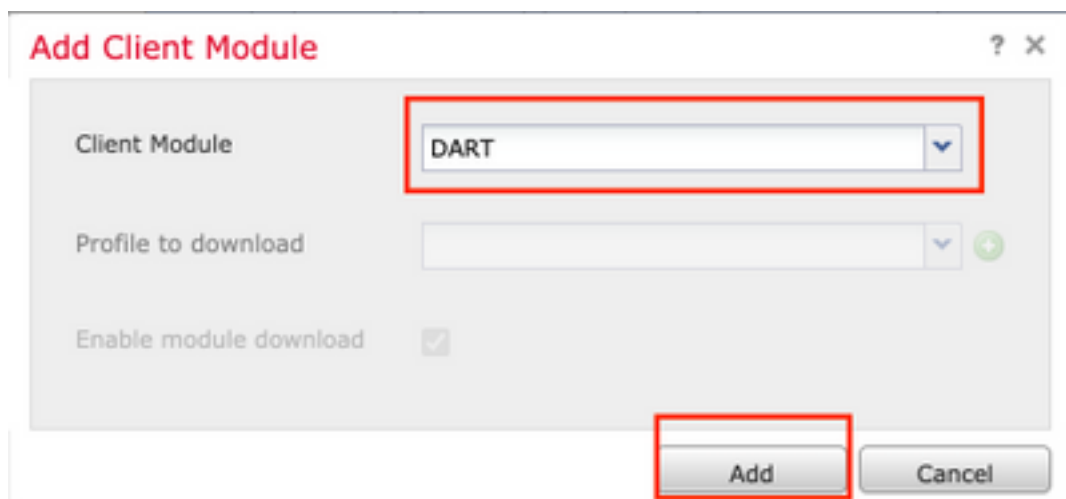 Add Client Module ?
Client Module DART
Profile to download
Enable module download
Add Cancel